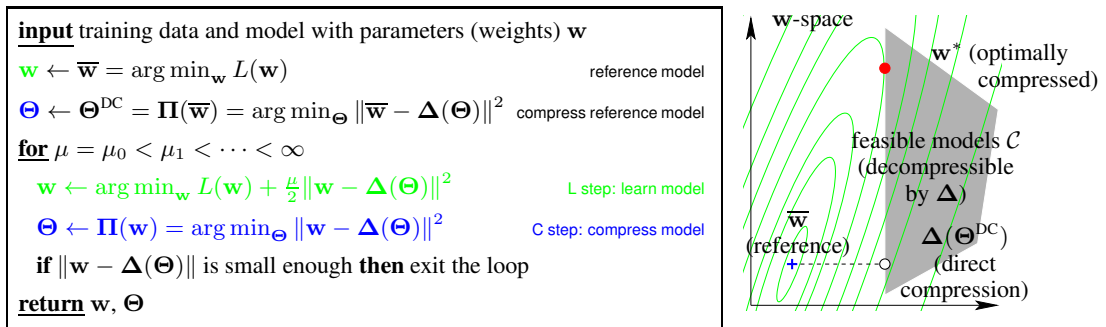 input training data and model with parameters (weights) w
w ← w̅ = arg min_w L(w) reference model
Θ ← Θ^DC = Π(w̅) = arg min_Θ ‖w̅ − Δ(Θ)‖² compress reference model
for μ = μ₀ < μ₁ < ⋯ < ∞
w ← arg min_w L(w) + μ/2 ‖w − Δ(Θ)‖² L step: learn model
Θ ← Π(w) = arg min_Θ ‖w − Δ(Θ)‖² C step: compress model
if ‖w − Δ(Θ)‖ is small enough then exit the loop
return w, Θ
w-space
w* (optimally
compressed)
feasible models C
(decompressible
by Δ)
w̅
(reference)
Δ(Θ^DC)
(direct
compression)